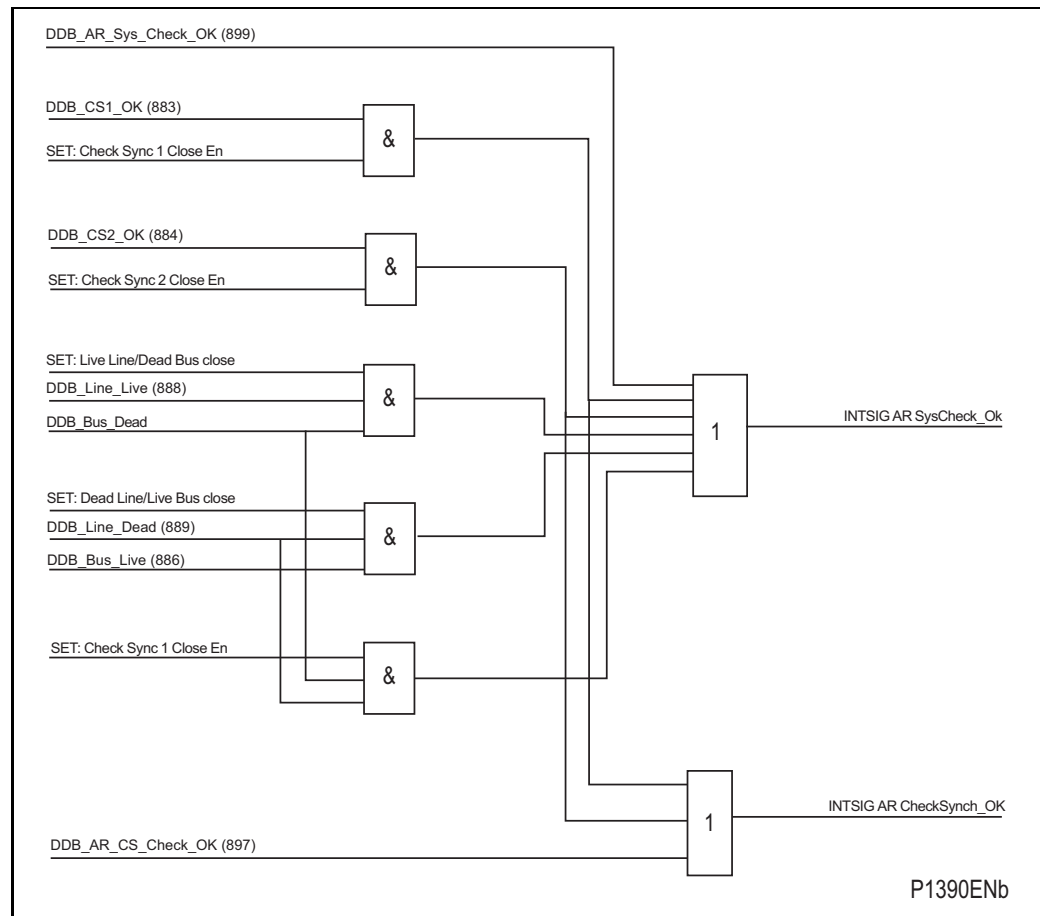 DDB_AR_Sys_Check_OK (899)
DDB_CS1_OK (883)
&
SET: Check Sync 1 Close En
DDB_CS2_OK (884)
&
SET: Check Sync 2 Close En
SET: Live Line/Dead Bus close
DDB_Line_Live (888)
&
DDB_Bus_Dead
1
INTSIG AR SysCheck_Ok
SET: Dead Line/Live Bus close
DDB_Line_Dead (889)
&
DDB_Bus_Live (886)
SET: Check Sync 1 Close En
&
INTSIG AR CheckSynch_OK
1
DDB_AR_CS_Check_OK (897)
P1390ENb